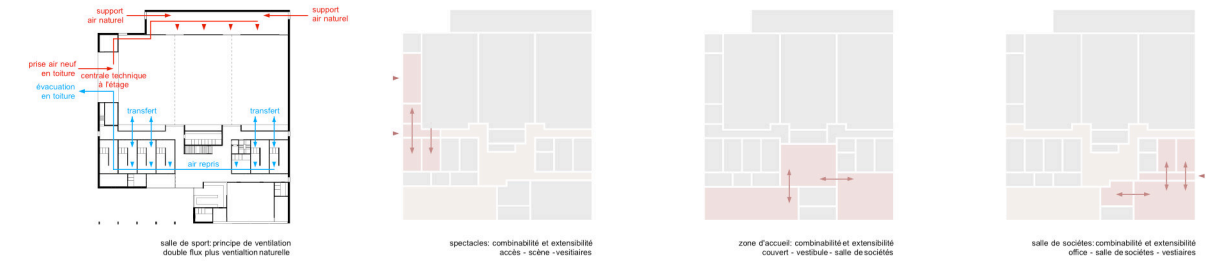 support
air naturel
support
air naturel
prise air neuf
en toiture
centrale technique
à l'étage
évacuation
en toiture
transfert
transfert
air repris
salle de sport: principe de ventilation
double flux plus ventialtion naturelle
spectacles: combinabilité et extensibilité
accès - scène -vesitiaires
zone d'accueil: combinabilité et extensibilité
couvert - vestibule - salle de sociétés
salle de sociétes: combinabilité et extensibilité
office - salle de sociétes - vestiaires